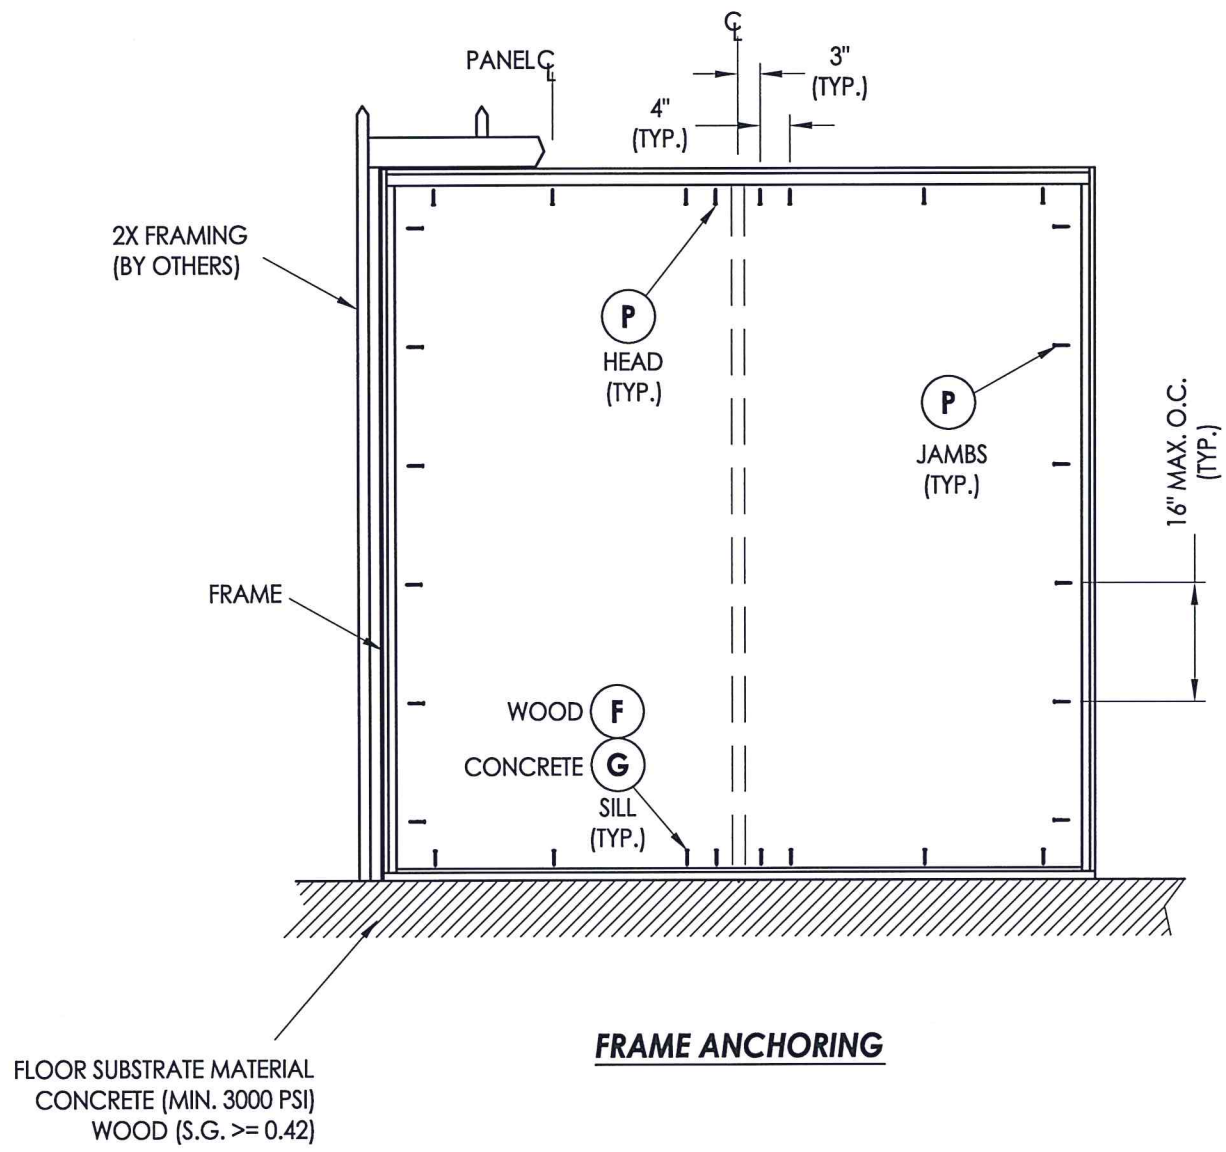 ℄
PANEL ℄
3"
(TYP.)
4"
(TYP.)
2X FRAMING
(BY OTHERS)
P
HEAD
(TYP.)
P
JAMBS
(TYP.)
16" MAX. O.C.
(TYP.)
FRAME
WOOD F
CONCRETE G
SILL
(TYP.)
FRAME ANCHORING
FLOOR SUBSTRATE MATERIAL
CONCRETE (MIN. 3000 PSI)
WOOD (S.G. >= 0.42)